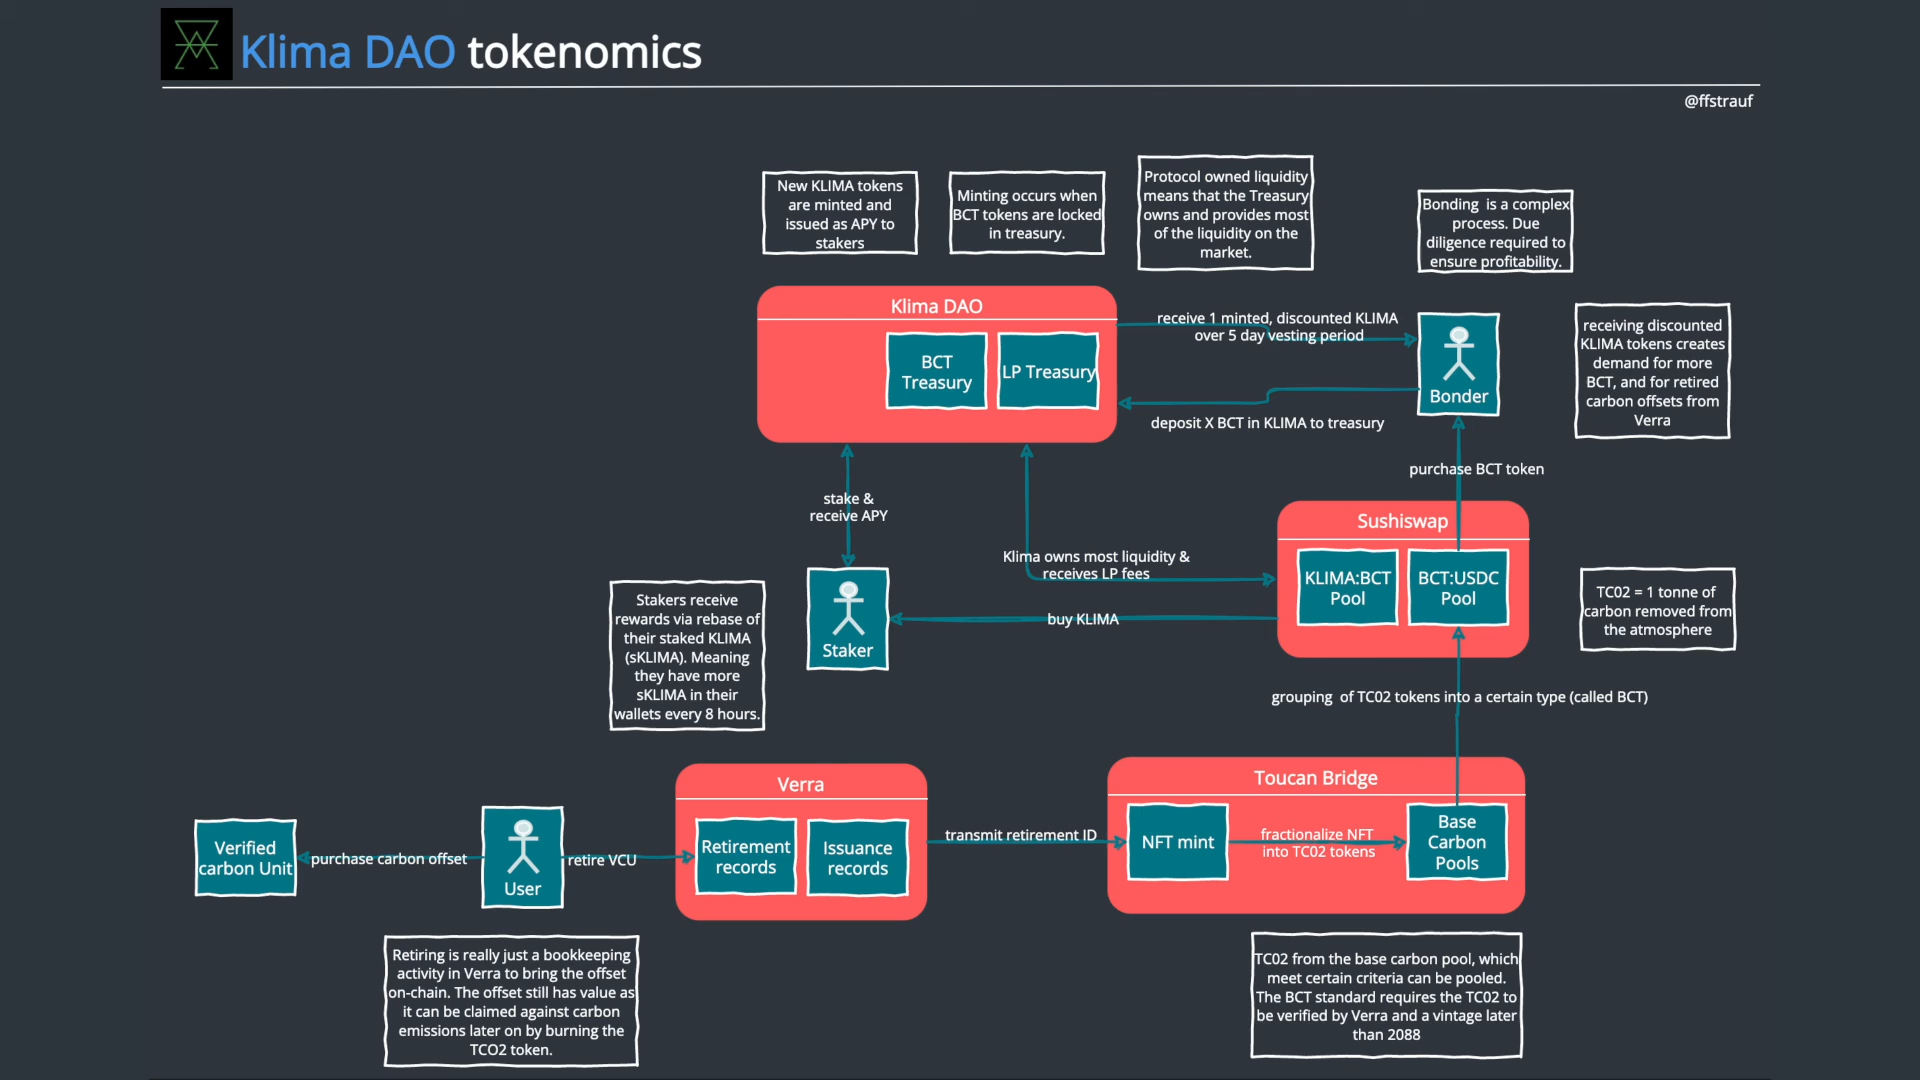 Klima DAO tokenomics
@ffstrauf
New KLIMA tokens
are minted and
issued as APY to
stakers
Minting occurs when
BCT tokens are locked
in treasury.
Protocol owned liquidity
means that the Treasury
owns and provides most
of the liquidity on the
market.
Bonding is a complex
process. Due
diligence required to
ensure profitability.
Klima DAO
BCT
Treasury
LP Treasury
receive 1 minted, discounted KLIMA
over 5 day vesting period
deposit X BCT in KLIMA to treasury
Bonder
receiving discounted
KLIMA tokens creates
demand for more
BCT, and for retired
carbon offsets from
Verra
purchase BCT token
stake &
receive APY
Klima owns most liquidity &
receives LP fees
buy KLIMA
Sushiswap
KLIMA:BCT
Pool
BCT:USDC
Pool
TC02 = 1 tonne of
carbon removed from
the atmosphere
Stakers receive
rewards via rebase of
their staked KLIMA
(sKLIMA). Meaning
they have more
sKLIMA in their
wallets every 8 hours.
Staker
grouping of TC02 tokens into a certain type (called BCT)
Verified
carbon Unit
purchase carbon offset
User
retire VCU
Verra
Retirement
records
Issuance
records
transmit retirement ID
Toucan Bridge
NFT mint
fractionalize NFT
into TC02 tokens
Base
Carbon
Pools
Retiring is really just a bookkeeping
activity in Verra to bring the offset
on-chain. The offset still has value as
it can be claimed against carbon
emissions later on by burning the
TCO2 token.
TC02 from the base carbon pool, which
meet certain criteria can be pooled.
The BCT standard requires the TC02 to
be verified by Verra and a vintage later
than 2088